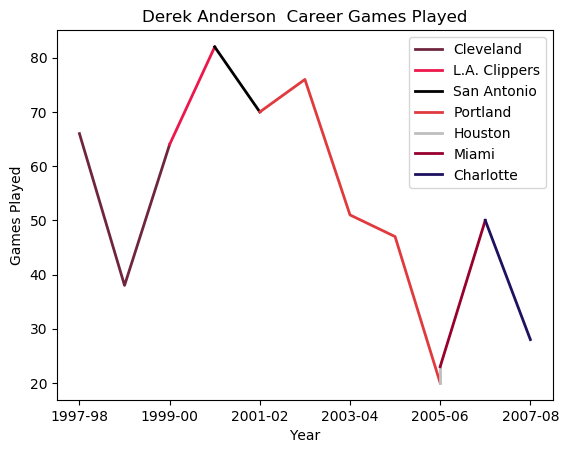 Derek Anderson  Career Games Played
Cleveland
L.A. Clippers
San Antonio
Portland
Houston
Miami
Charlotte
Games Played
80
70
60
50
40
30
20
1997-98 1999-00 2001-02 2003-04 2005-06 2007-08
Year